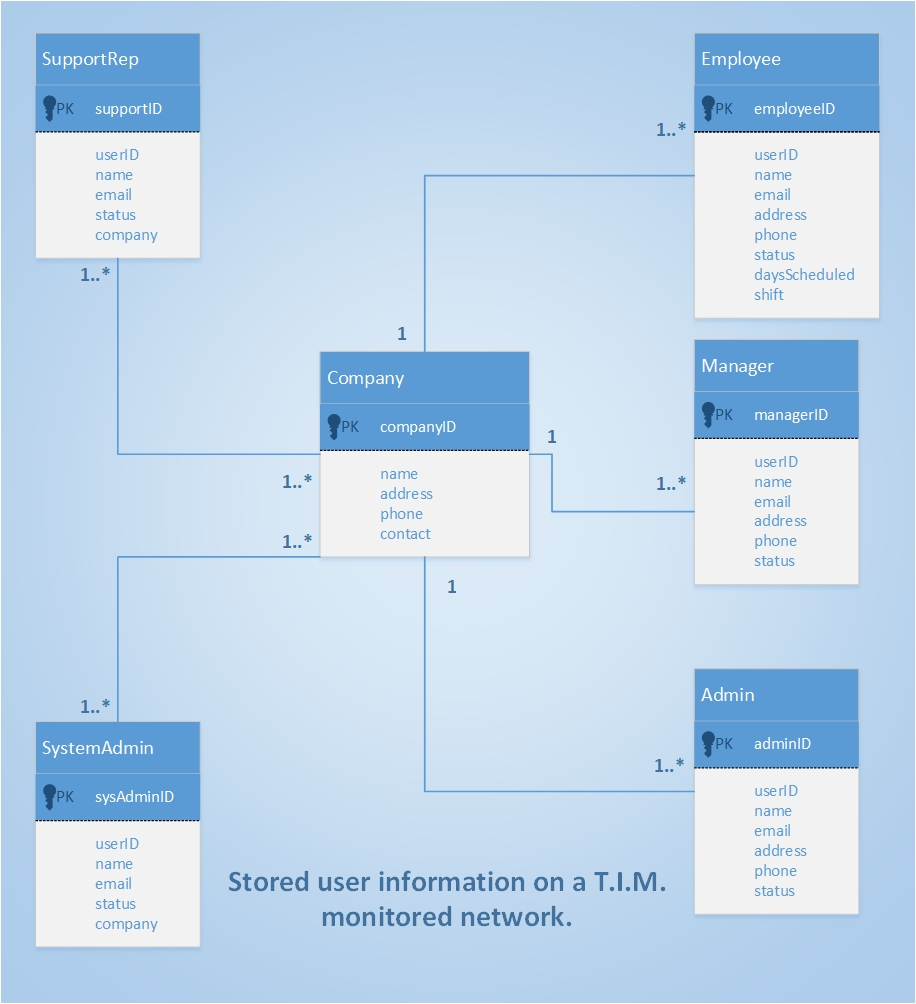 SupportRep
PK supportID
userID
name
email
status
company
1..*
Employee
PK employeeID
userID
name
email
address
phone
status
daysScheduled
shift
1..*
1
Company
PK companyID
name
address
phone
contact
1..*
1..*
1
1
Manager
PK managerID
userID
name
email
address
phone
status
1..*
1..*
SystemAdmin
PK sysAdminID
userID
name
email
status
company
Admin
PK adminID
userID
name
email
address
phone
status
1..*
Stored user information on a T.I.M.
monitored network.